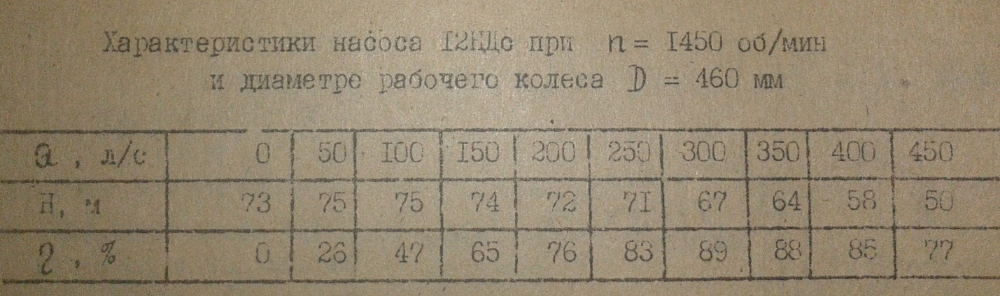 Характеристики насоса I2НДс при n = I450 об/мин
и диаметре рабочего колеса D = 460 мм
Q, л/с 0 50 I00 I50 200 250 300 350 400 450
H, м 73 75 75 74 72 7I 67 64 58 50
η, % 0 26 47 65 76 83 89 88 85 77